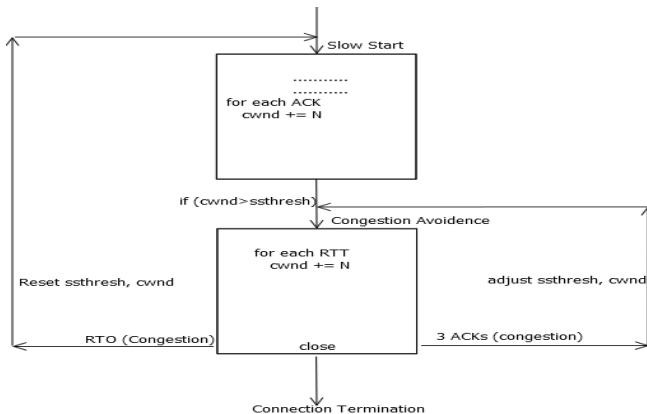 Slow Start
for each ACK
cwnd += N
if (cwnd>ssthresh)
Congestion Avoidence
for each RTT
cwnd += N
Reset ssthresh, cwnd
adjust ssthresh, cwnd
RTO (Congestion)
3 ACKs (congestion)
close
Connection Termination